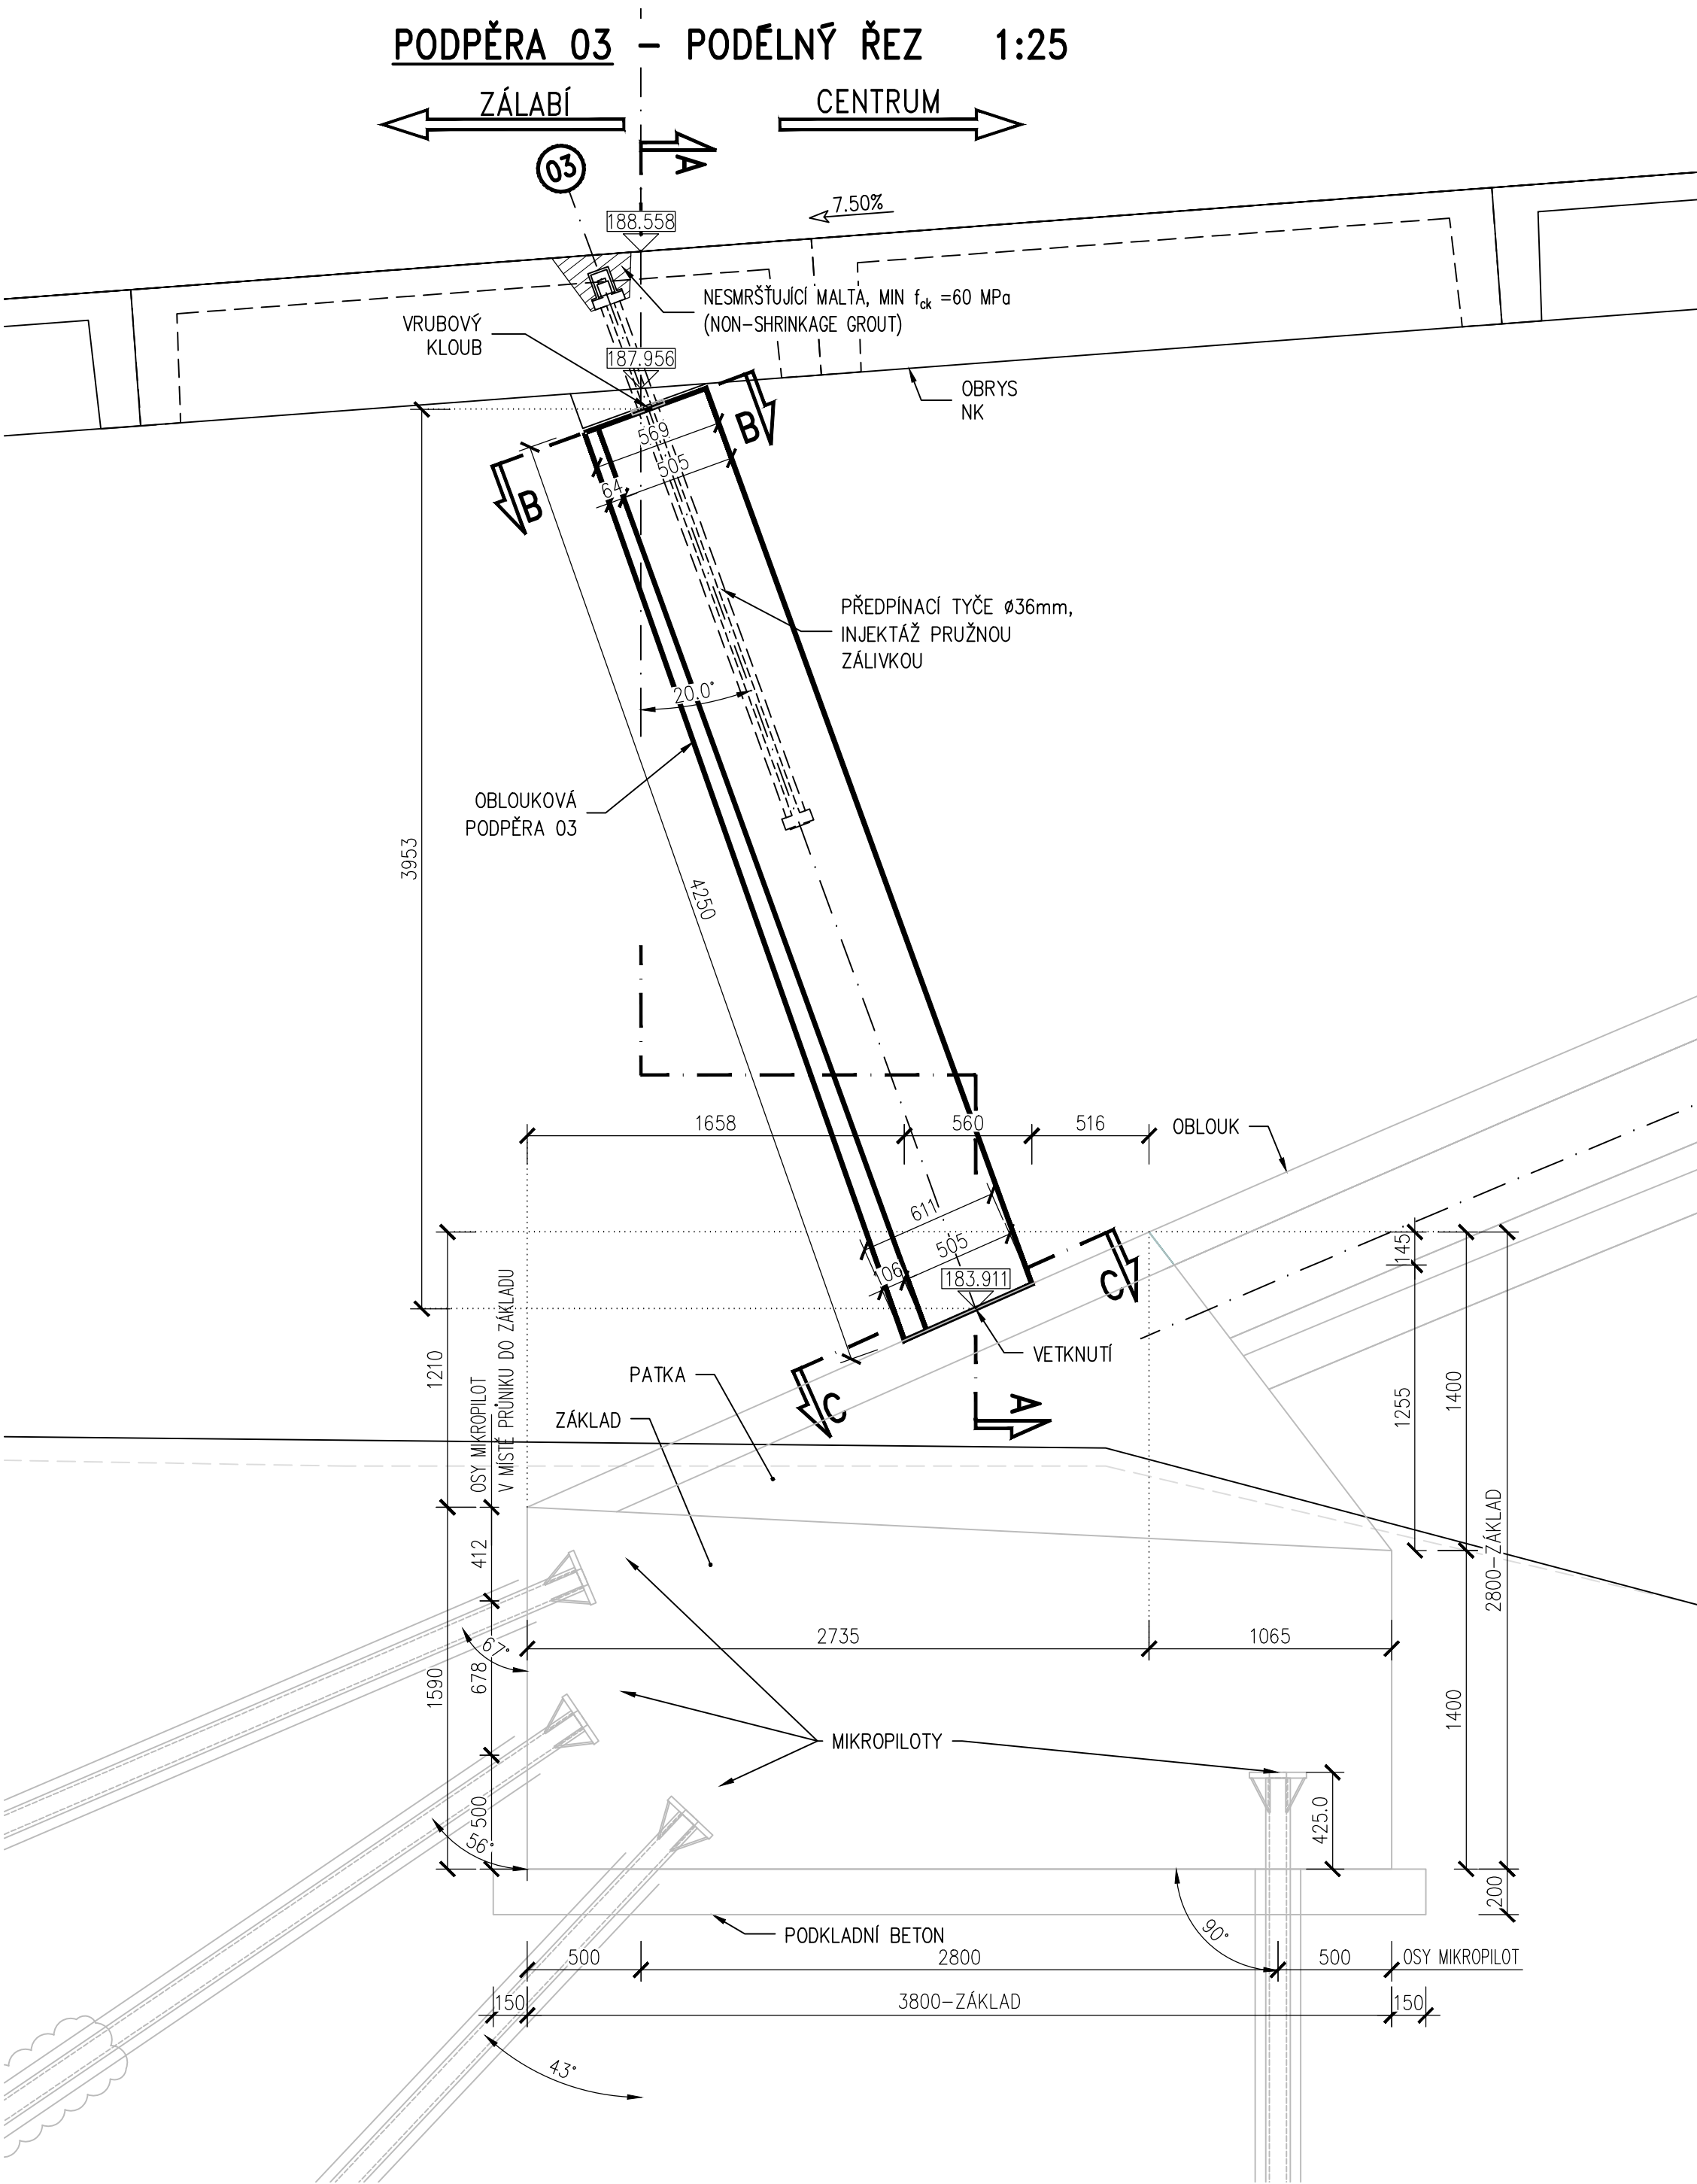 PODPĚRA 03 – PODÉLNÝ ŘEZ 1:25
ZÁLABÍ
CENTRUM
A
03
188.558
7.50%
NESMRŠŤUJÍCÍ MALTA, MIN fck =60 MPa
(NON-SHRINKAGE GROUT)
VRUBOVÝ
KLOUB
187.956
OBRYS
NK
B
569
505
64
B
PŘEDPÍNACÍ TYČE ø36mm,
INJEKTÁŽ PRUŽNOU
ZÁLIVKOU
20.0°
OBLOUKOVÁ
PODPĚRA 03
3953
4250
1658
560
516
OBLOUK
611
505
106
183.911
C
145
1255
1400
2800-ZÁKLAD
VETKNUTÍ
1210
OSY MIKROPILOT
V MÍSTĚ PRŮNIKU DO ZÁKLADU
PATKA
C
A
ZÁKLAD
412
67°
678
1590
2735
1065
1400
MIKROPILOTY
500
56°
425.0
200
90°
PODKLADNÍ BETON
500
2800
500
OSY MIKROPILOT
150
3800-ZÁKLAD
150
43°